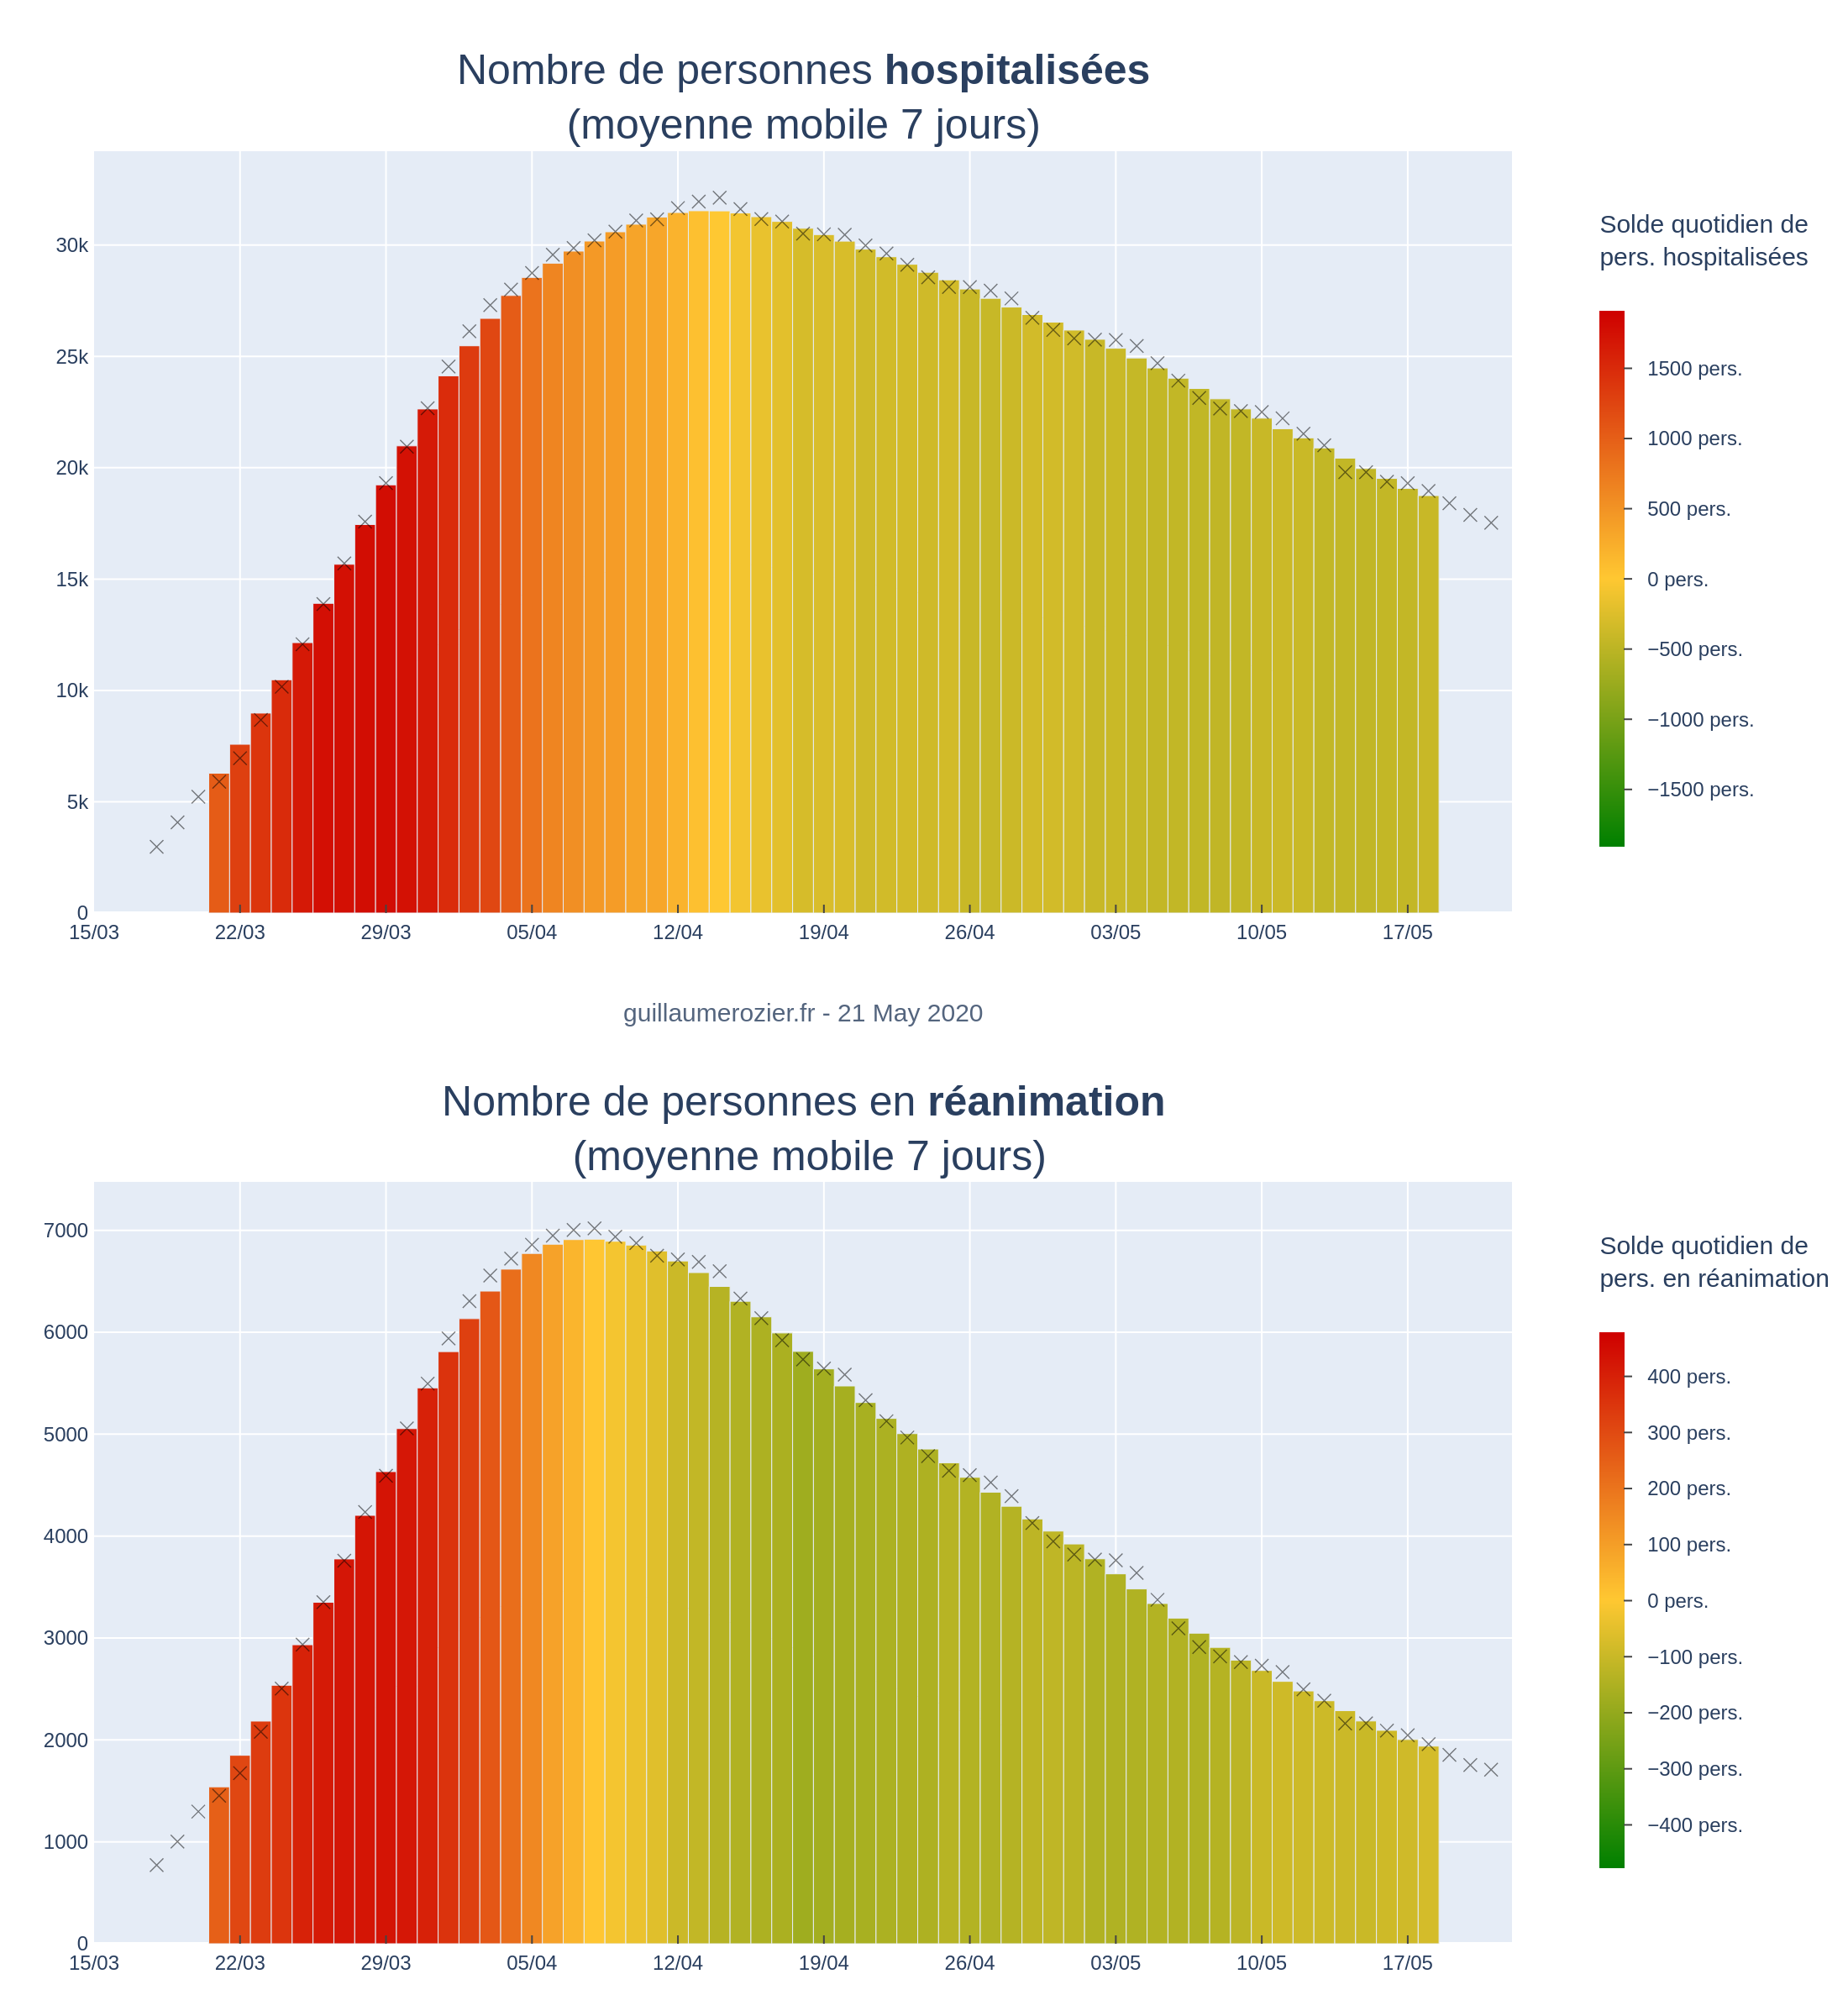 Nombre de personnes hospitalisées
(moyenne mobile 7 jours)
Solde quotidien de
pers. hospitalisées
30k
25k
20k
15k
10k
5k
0
1500 pers.
1000 pers.
500 pers.
0 pers.
−500 pers.
−1000 pers.
−1500 pers.
15/03 22/03 29/03 05/04 12/04 19/04 26/04 03/05 10/05 17/05
guillaumerozier.fr - 21 May 2020
Nombre de personnes en réanimation
(moyenne mobile 7 jours)
Solde quotidien de
pers. en réanimation
7000
6000
5000
4000
3000
2000
1000
0
400 pers.
300 pers.
200 pers.
100 pers.
0 pers.
−100 pers.
−200 pers.
−300 pers.
−400 pers.
15/03 22/03 29/03 05/04 12/04 19/04 26/04 03/05 10/05 17/05